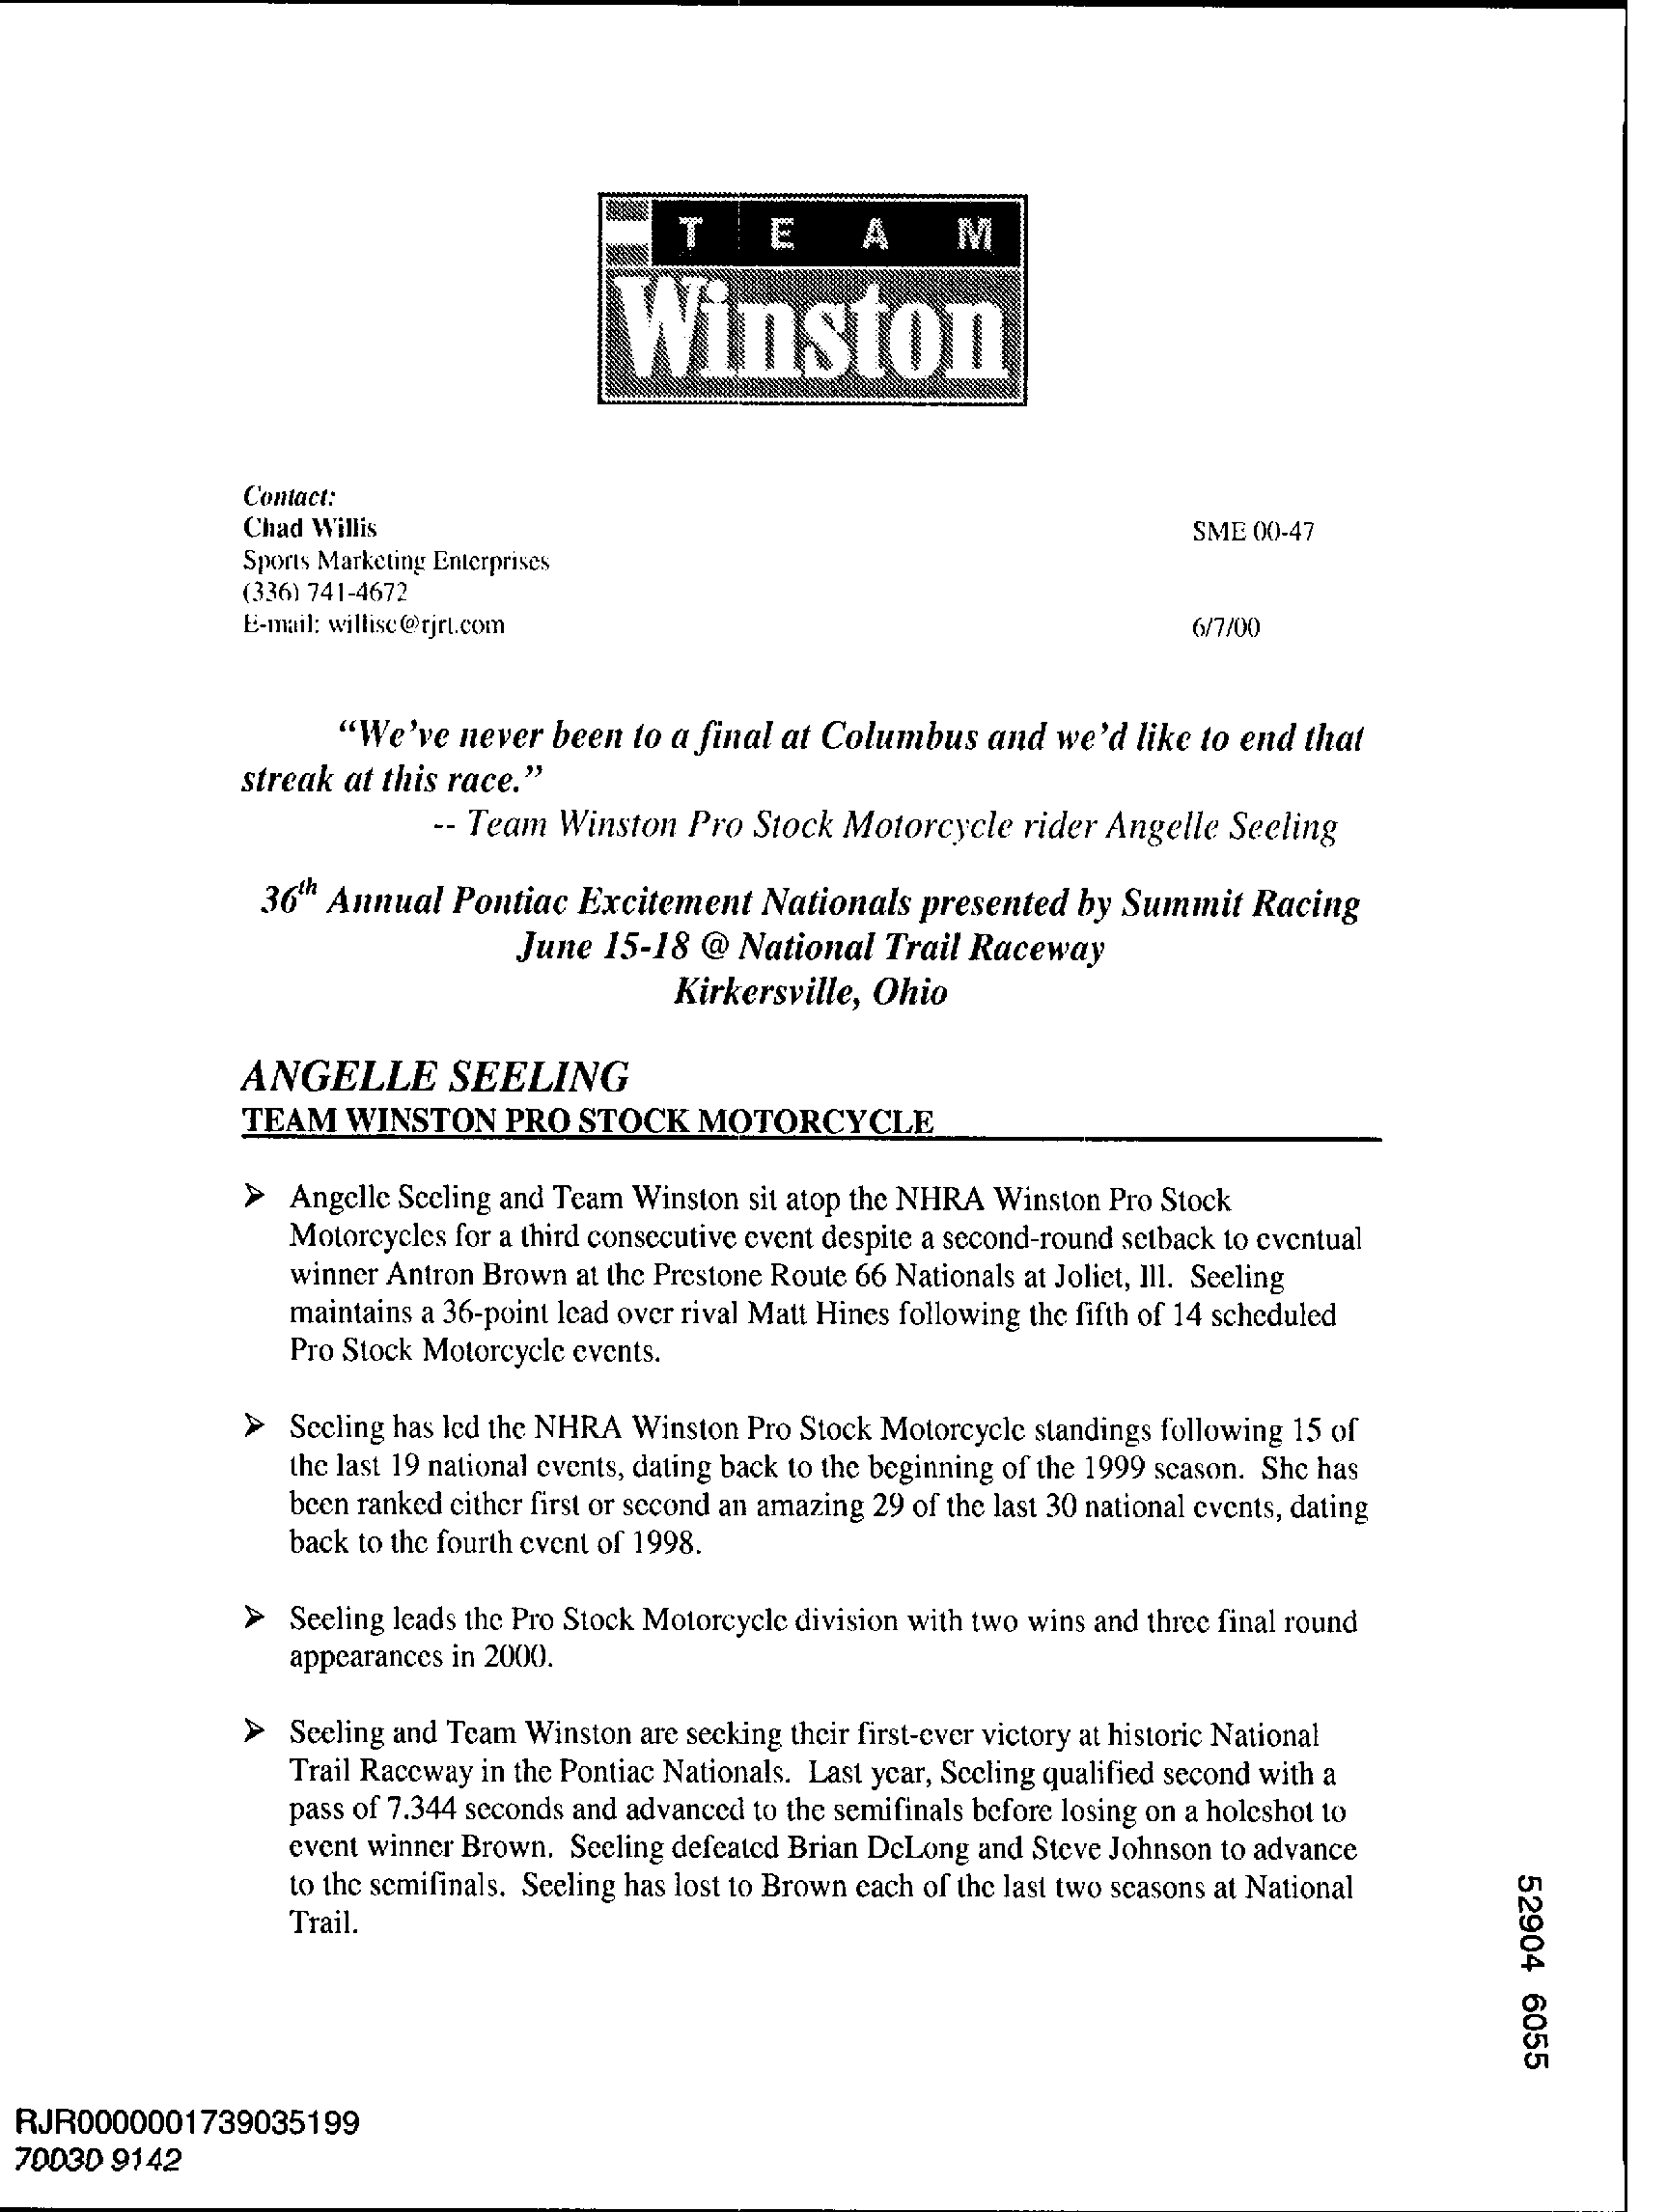 T E A M
Winston
Contact:
Chad Willis
SME 00-47
Sports Marketing Enterprises
(336) 741-4672
E-mail: willisc@rjrt.com
6/7/00
"We've never been to a final at Columbus and we'd like to end that
streak at this race."
-- Team Winston Pro Stock Motorcycle rider Angelle Seeling
36th Annual Pontiac Excitement Nationals presented by Summit Racing
June 15-18 @ National Trail Raceway
Kirkersville, Ohio
ANGELLE SEELING
TEAM WINSTON PRO STOCK MOTORCYCLE
➢ Angelle Seeling and Team Winston sit atop the NHRA Winston Pro Stock
Motorcycles for a third consecutive event despite a second-round setback to eventual
winner Antron Brown at the Prestone Route 66 Nationals at Joliet, Ill. Seeling
maintains a 36-point lead over rival Matt Hines following the fifth of 14 scheduled
Pro Stock Motorcycle events.
➢ Seeling has led the NHRA Winston Pro Stock Motorcycle standings following 15 of
the last 19 national events, dating back to the beginning of the 1999 season. She has
been ranked either first or second an amazing 29 of the last 30 national events, dating
back to the fourth event of 1998.
➢ Seeling leads the Pro Stock Motorcycle division with two wins and three final round
appearances in 2000.
➢ Seeling and Team Winston are seeking their first-ever victory at historic National
Trail Raceway in the Pontiac Nationals. Last year, Seeling qualified second with a
pass of 7.344 seconds and advanced to the semifinals before losing on a holeshot to
event winner Brown. Seeling defeated Brian DeLong and Steve Johnson to advance
to the semifinals. Seeling has lost to Brown each of the last two seasons at National
Trail.
52904 6055
RJR0000001739035199
70030 9142